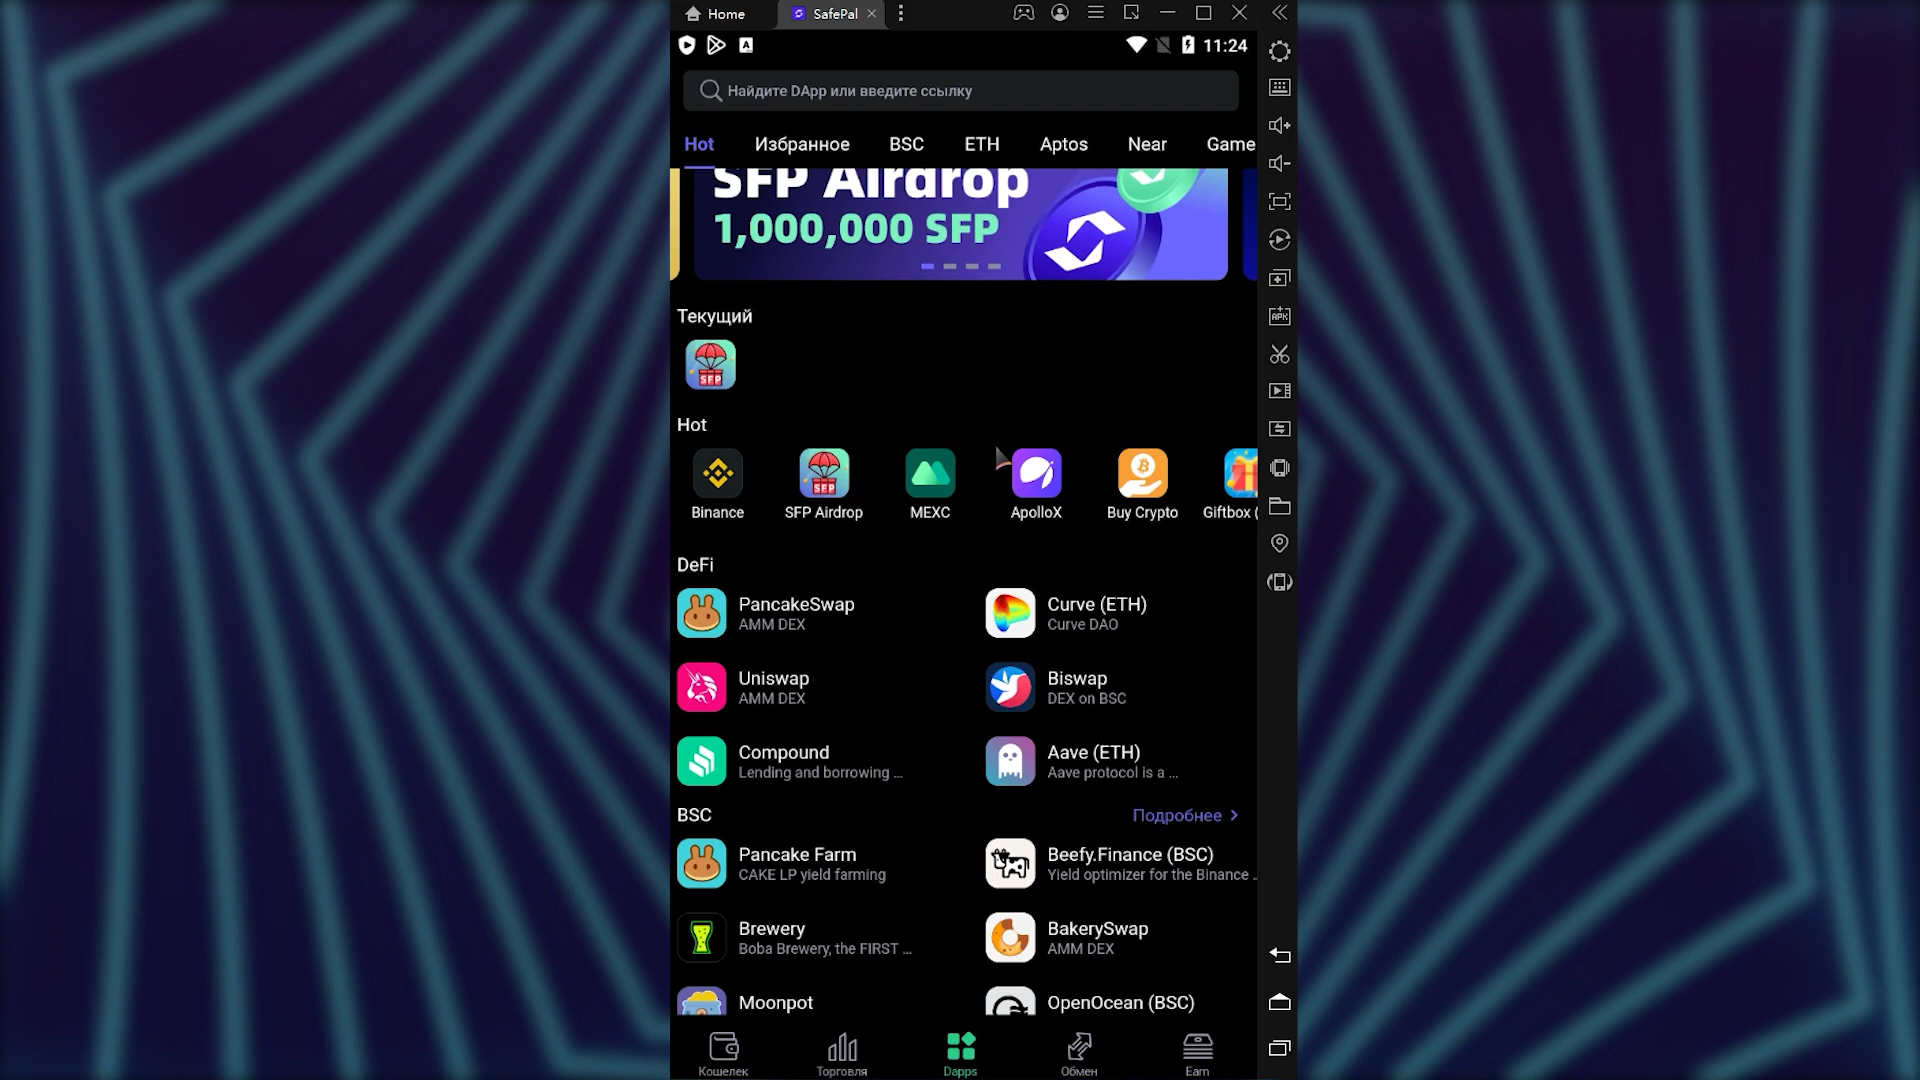 Home
SafePal
11:24
Найдите DApp или введите ссылку
Hot Избранное BSC ETH Aptos Near Game
SFP Airdrop
1,000,000 SFP
Текущий
SFP
Hot
SFP
Binance SFP Airdrop MEXC ApolloX Buy Crypto Giftbox (
DeFi
PancakeSwap
AMM DEX
Curve (ETH)
Curve DAO
Uniswap
AMM DEX
Biswap
DEX on BSC
Compound
Lending and borrowing ...
Aave (ETH)
Aave protocol is a ...
BSC
Подробнее >
Pancake Farm
CAKE LP yield farming
Beefy.Finance (BSC)
Yield optimizer for the Binance ..
Brewery
Boba Brewery, the FIRST ...
BakerySwap
AMM DEX
Moonpot
OpenOcean (BSC)
Кошелек Торговля Dapps Обмен Earn
APK